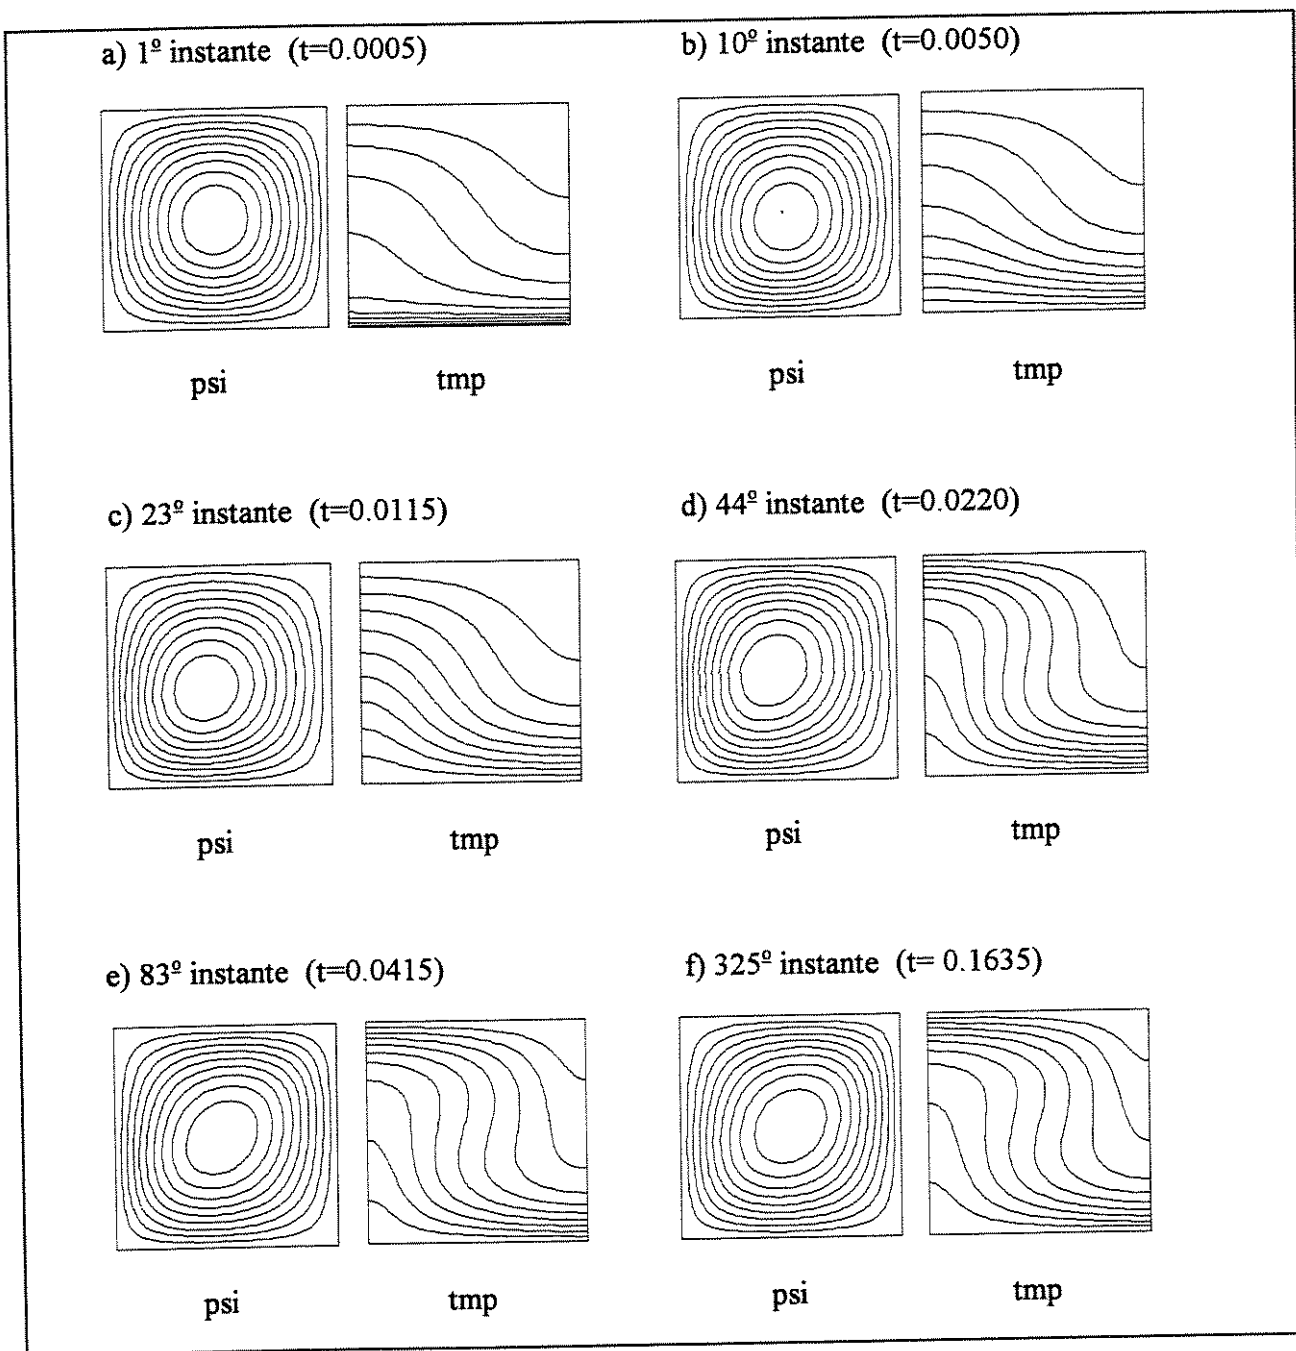 a) 1º instante (t=0.0005)
b) 10º instante (t=0.0050)
psi
tmp
psi
tmp
c) 23º instante (t=0.0115)
d) 44º instante (t=0.0220)
psi
tmp
psi
tmp
e) 83º instante (t=0.0415)
f) 325º instante (t= 0.1635)
psi
tmp
psi
tmp